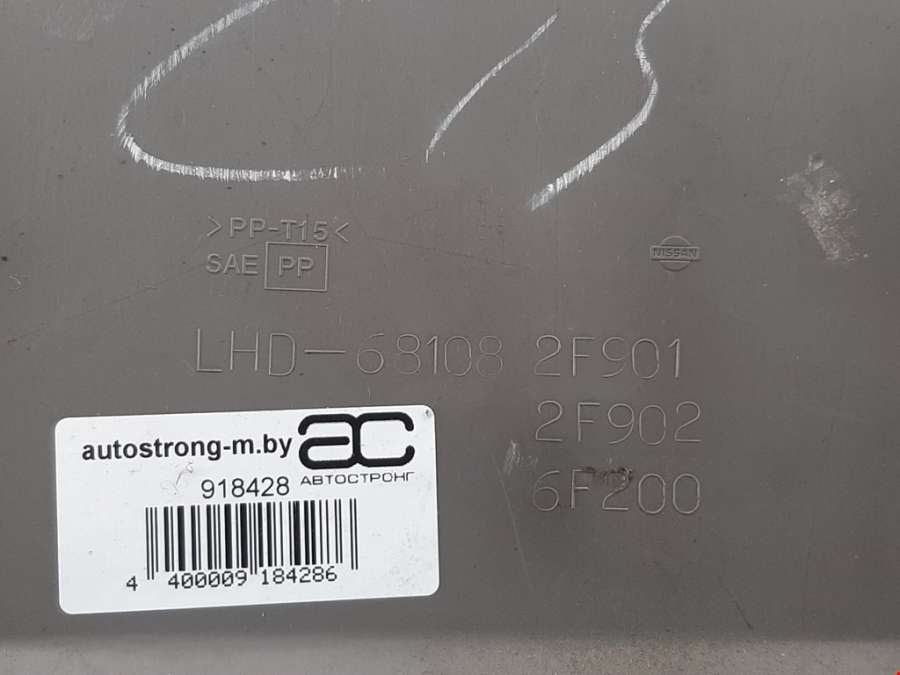 >PP-T15<
SAE PP
NISSAN
LHD-68108 2F901
2F902
6F200
autostrong-m.by
ac
АВТОСТРОНГ
918428
4 400009 184286